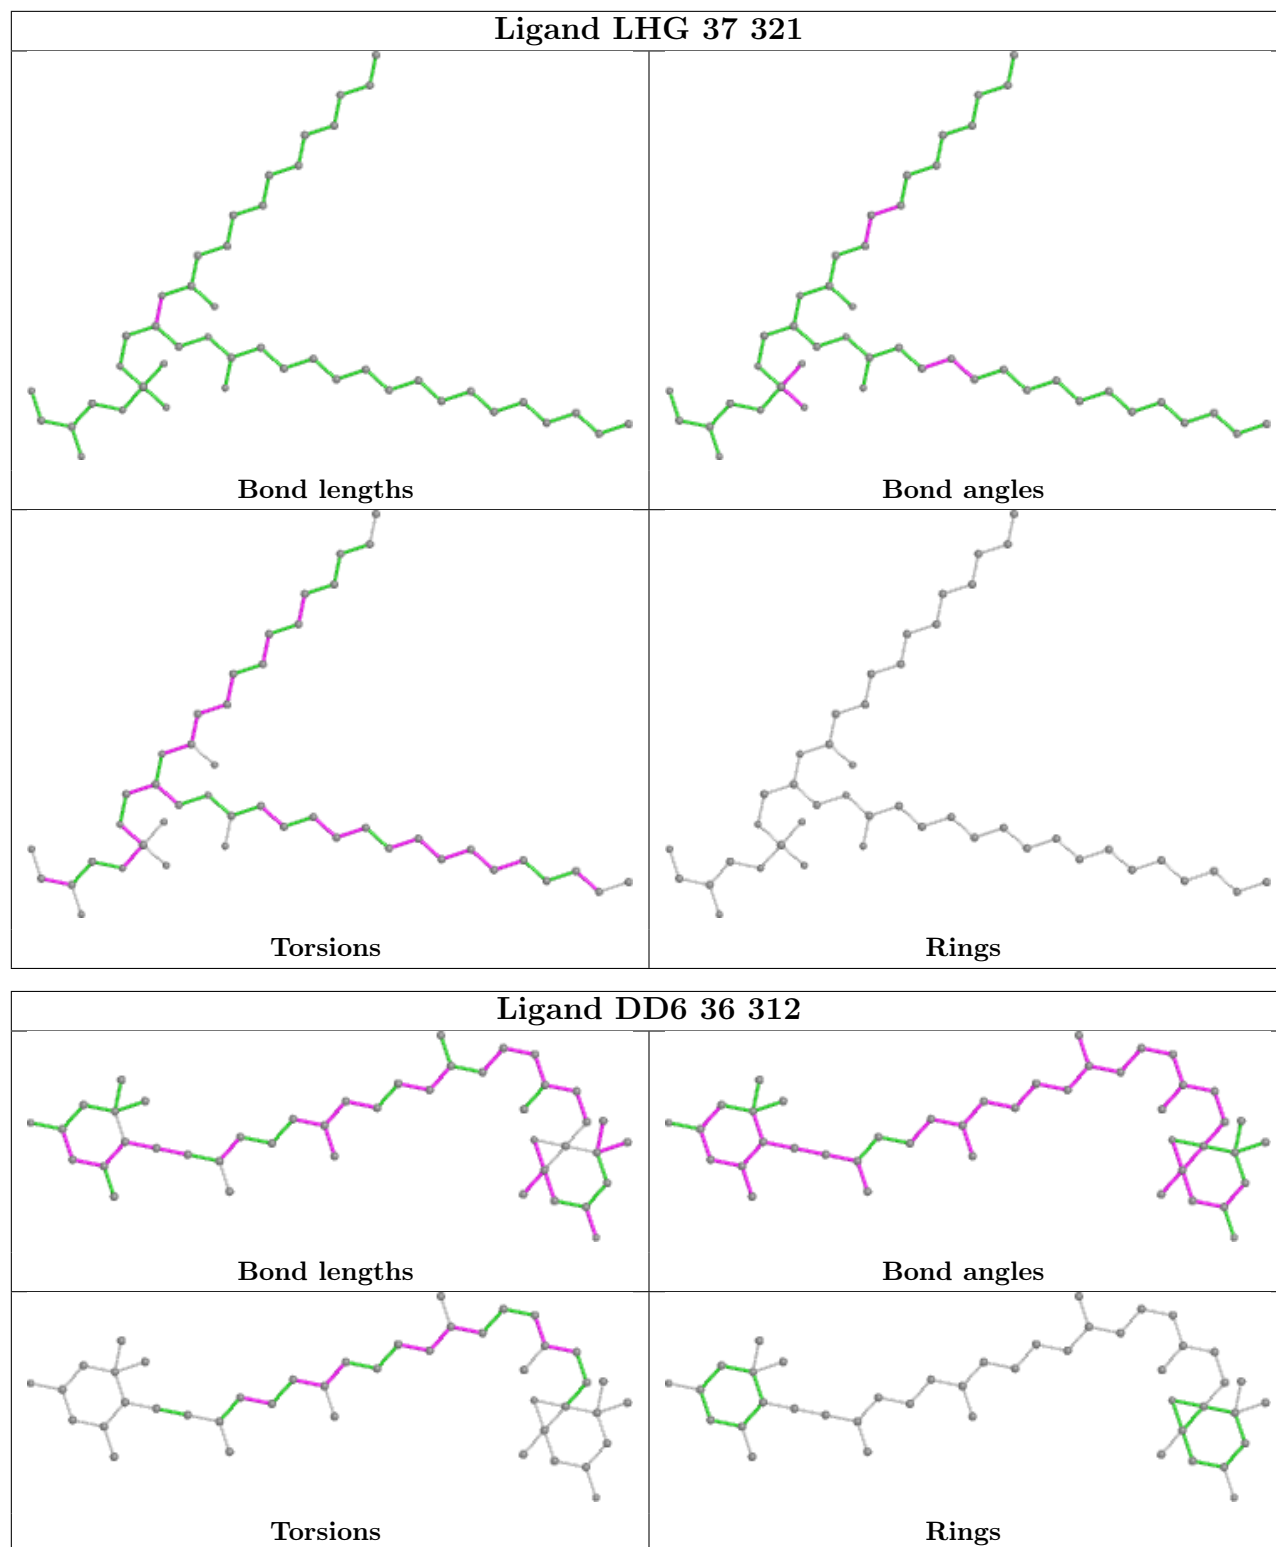 Ligand LHG 37 321
Bond lengths
Bond angles
Torsions
Rings
Ligand DD6 36 312
Bond lengths
Bond angles
Torsions
Rings